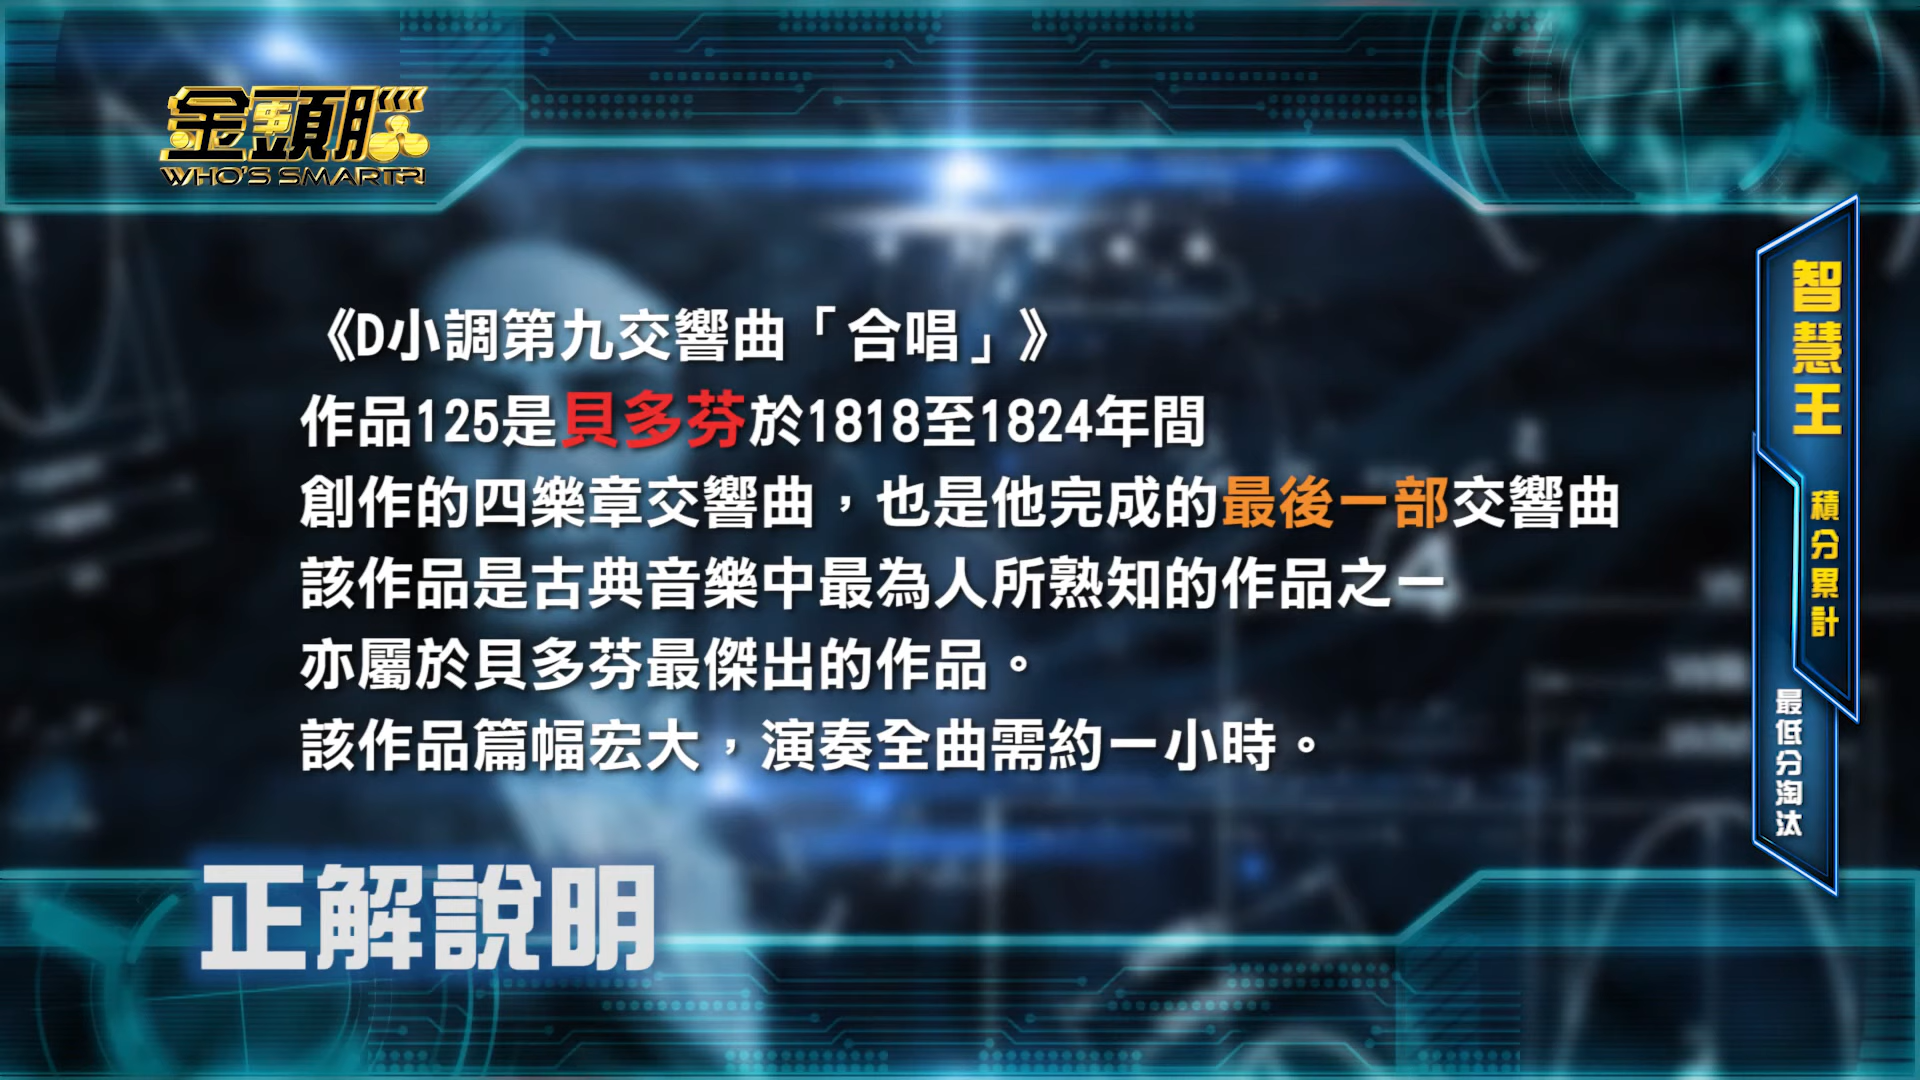 金頭腦
WHO'S SMART?!
《D小調第九交響曲「合唱」》
作品125是貝多芬於1818至1824年間
創作的四樂章交響曲，也是他完成的最後一部交響曲
該作品是古典音樂中最為人所熟知的作品之一
亦屬於貝多芬最傑出的作品。
該作品篇幅宏大，演奏全曲需約一小時。
正解說明
智慧王
積分累計
最低分淘汰